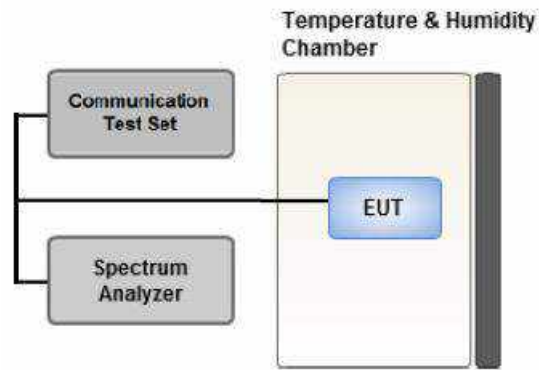 Temperature & Humidity
Chamber
Communication
Test Set
EUT
Spectrum
Analyzer